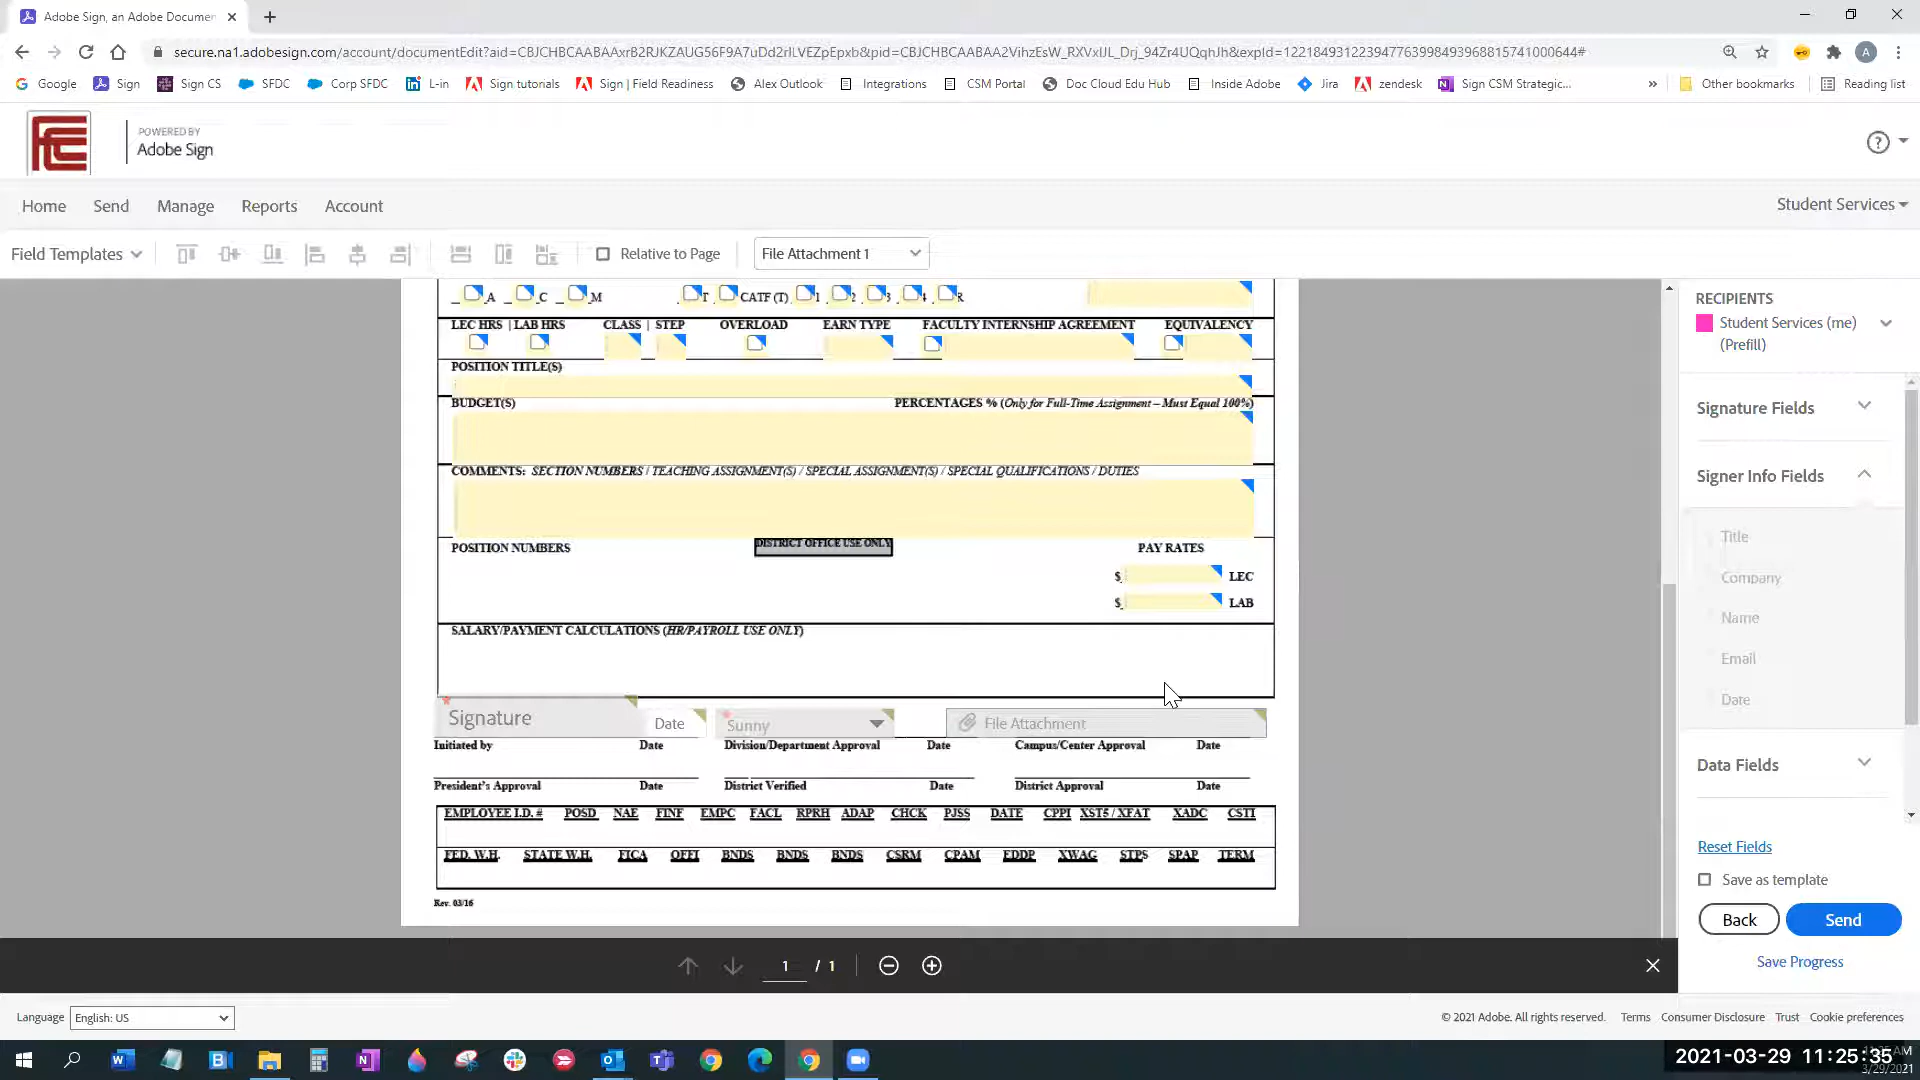 Adobe Sign, an Adobe Documen
secure.na1.adobesign.com/account/documentEdit?aid=
Google
Sign
Sign CS
SFDC
Corp SFDC
L-in
Sign tutorials
Sign | Field Readiness
Alex Outlook
Integrations
CSM Portal
Doc Cloud Edu Hub
Inside Adobe
Jira
zendesk
Sign CSM Strategic...
»
Other bookmarks
Reading list
FCC
POWERED BY
Adobe Sign
Home Send Manage Reports Account
Student Services
Field Templates
Relative to Page
File Attachment 1
A C M T CATF (T) 1 2 3 4 R
LEC HRS | LAB HRS CLASS | STEP OVERLOAD EARN TYPE FACULTY INTERNSHIP AGREEMENT EQUIVALENCY
POSITION TITLE(S)
BUDGET(S) PERCENTAGES % (Only for Full-Time Assignment – Must Equal 100%)
COMMENTS: SECTION NUMBERS / TEACHING ASSIGNMENT(S) / SPECIAL ASSIGNMENT(S) / SPECIAL QUALIFICATIONS / DUTIES
POSITION NUMBERS DISTRICT OFFICE USE ONLY PAY RATES
$ LEC
$ LAB
SALARY/PAYMENT CALCULATIONS (HR/PAYROLL USE ONLY)
* Signature Date * Sunny File Attachment
Initiated by Date Division/Department Approval Date Campus/Center Approval Date
President's Approval Date District Verified Date District Approval Date
EMPLOYEE I.D. # POSD NAE FINF EMPC FACL RPRH ADAP CHCK PJSS DATE CPPI XST5 / XFAT XADC CSTI
FED. W.H. STATE W.H. FICA OFFI BNDS BNDS BNDS CSRM CPAM EDDP XWAG STPS SPAP TERM
Rev. 03/16
RECIPIENTS
Student Services (me)
(Prefill)
Signature Fields
Signer Info Fields
Title
Company
Name
Email
Date
Data Fields
Reset Fields
Save as template
Back Send
Save Progress
1 / 1
Language English: US
© 2021 Adobe. All rights reserved. Terms Consumer Disclosure Trust Cookie preferences
2021-03-29 11:25:35
3/29/2021